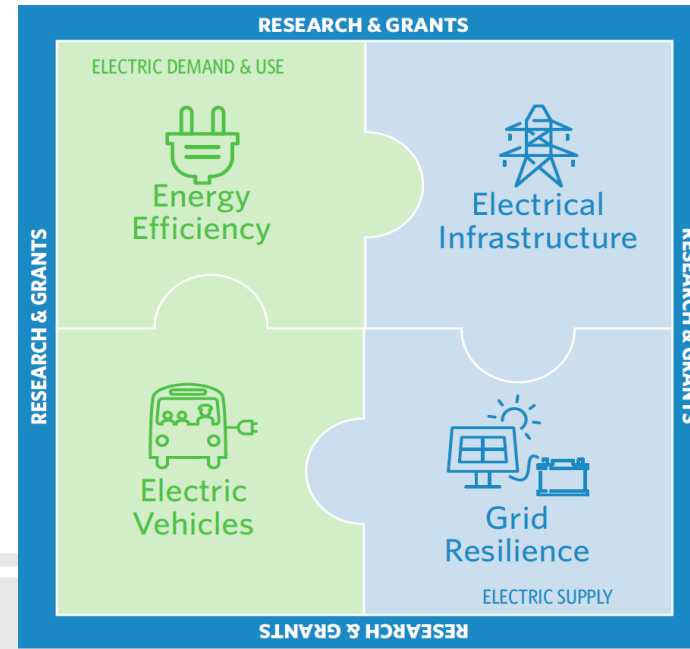 RESEARCH & GRANTS
ELECTRIC DEMAND & USE
Energy
Efficiency
Electrical
Infrastructure
RESEARCH & GRANTS
RESEARCH & GRANTS
Electric
Vehicles
Grid
Resilience
ELECTRIC SUPPLY
RESEARCH & GRANTS